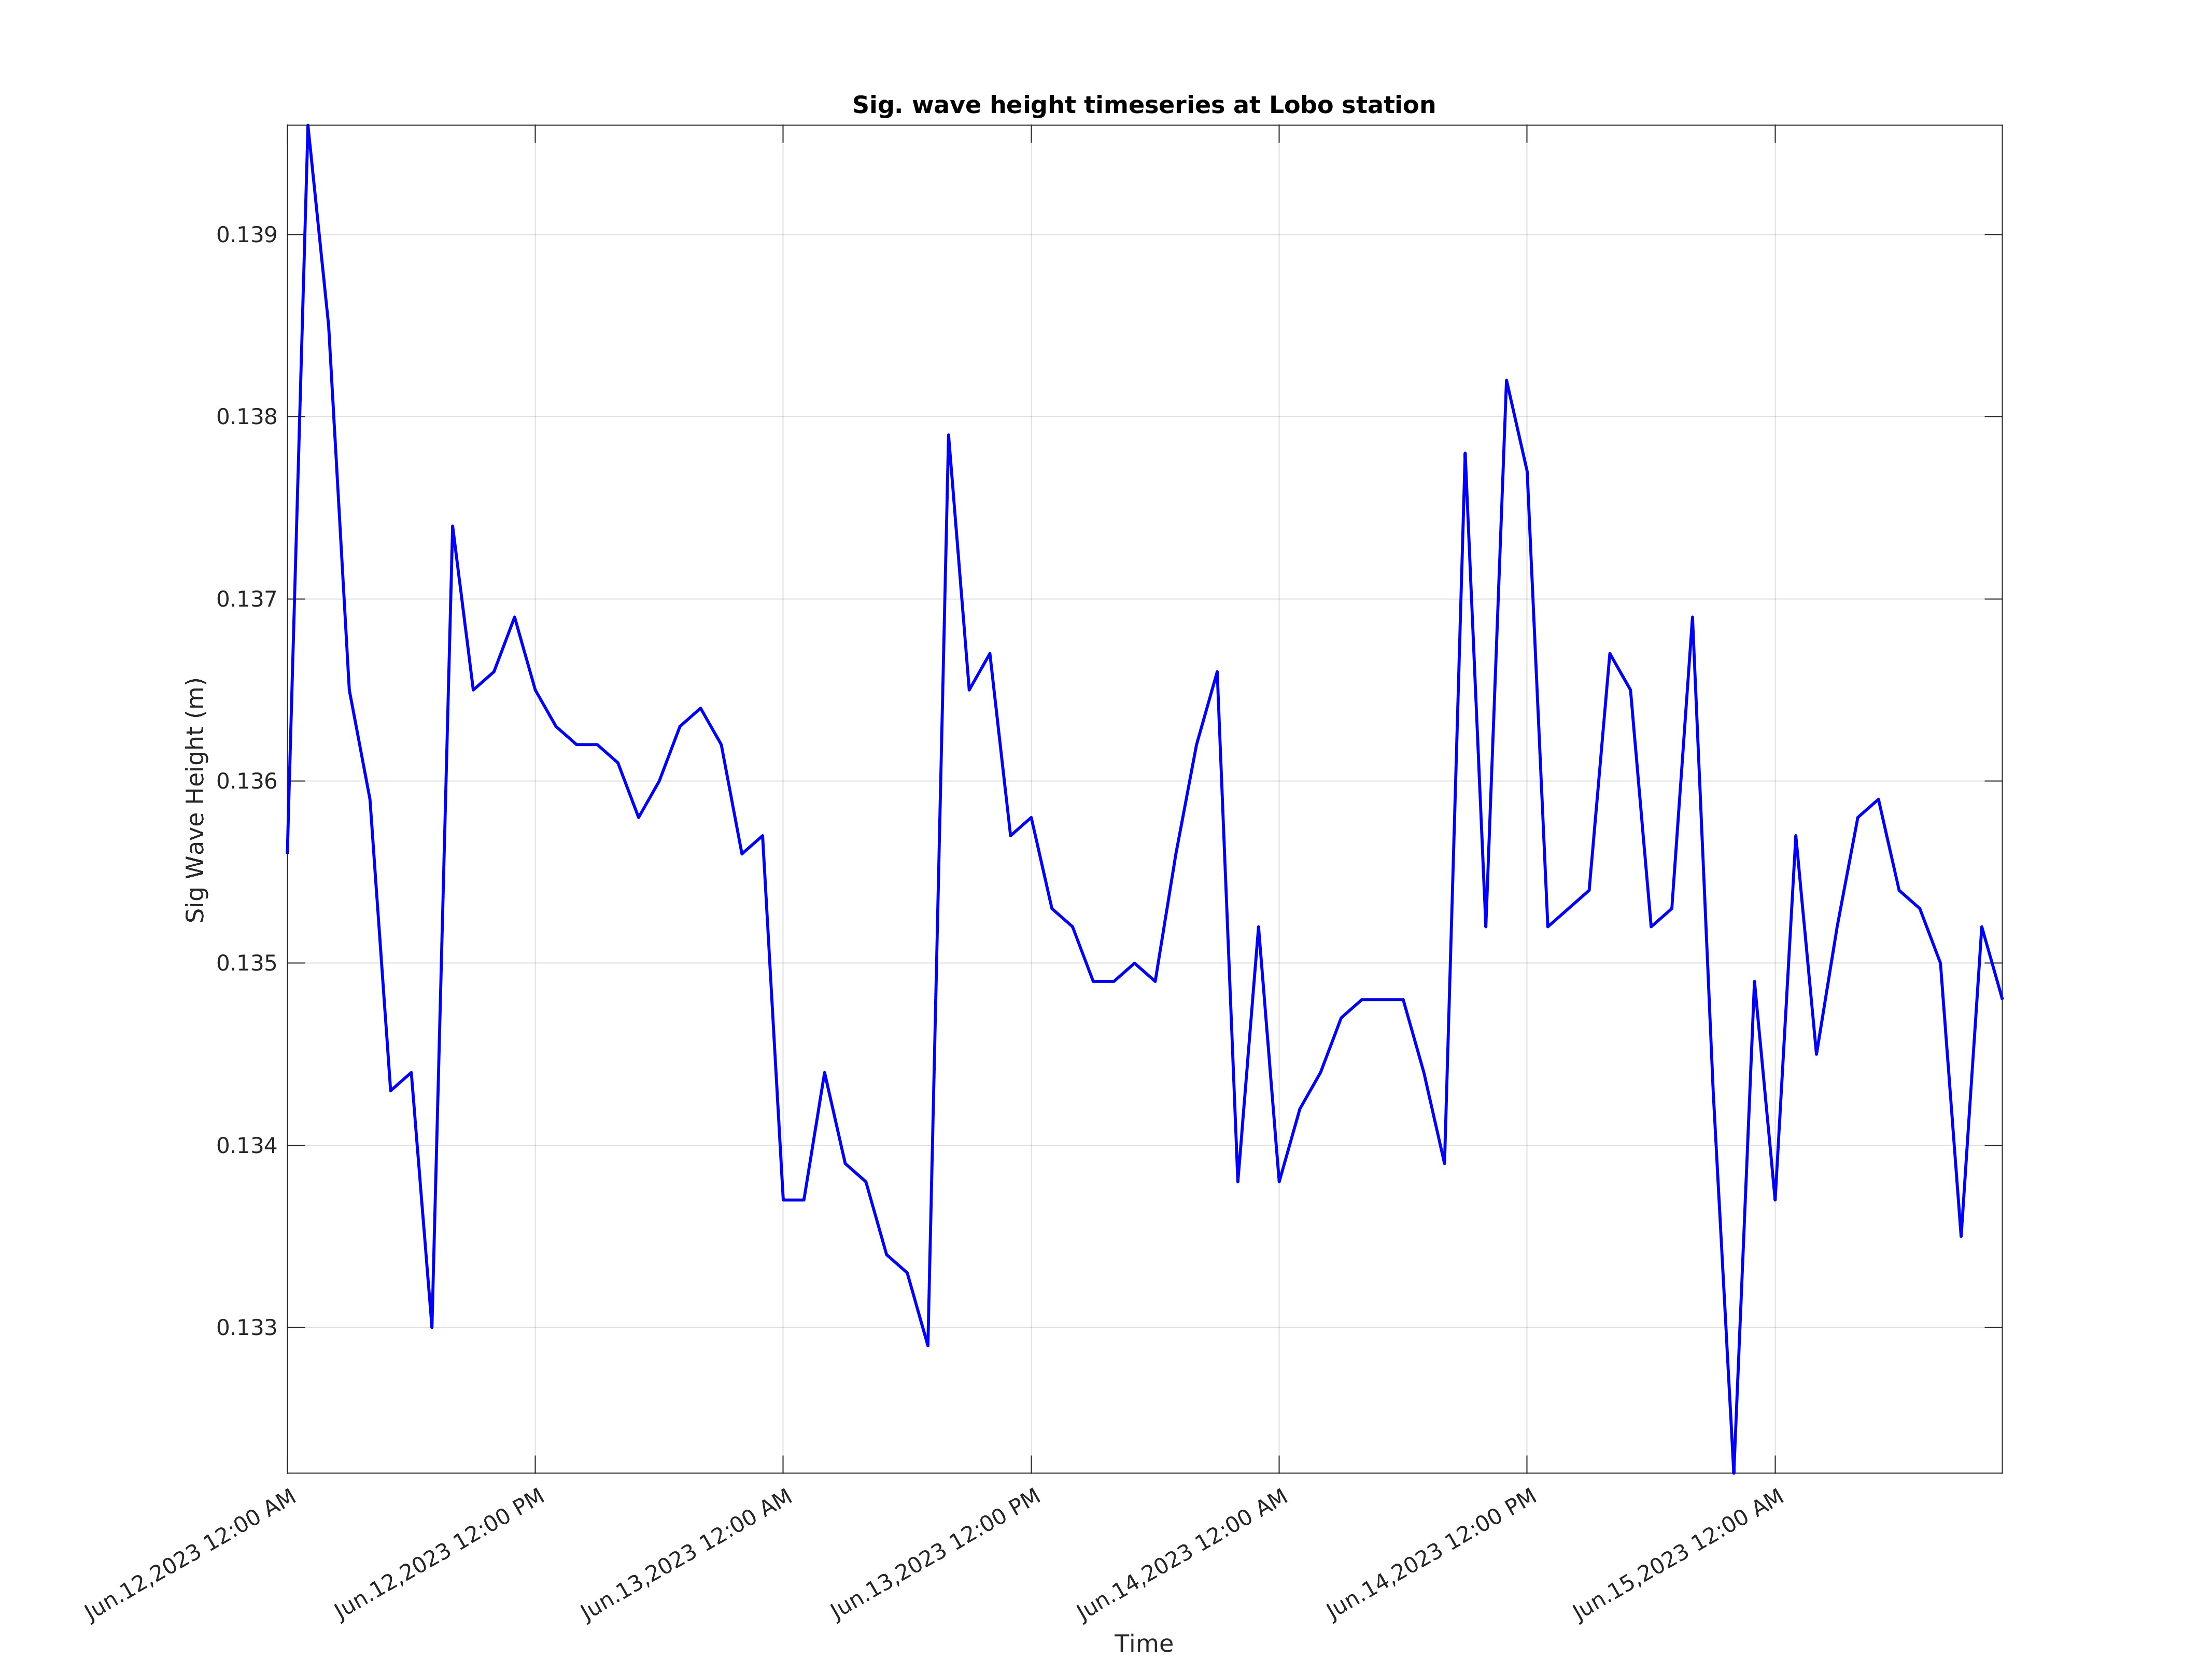 Sig. wave height timeseries at Lobo station
0.139
0.138
0.137
0.136
0.135
0.134
0.133
Sig Wave Height (m)
Jun.12,2023 12:00 AM
Jun.12,2023 12:00 PM
Jun.13,2023 12:00 AM
Jun.13,2023 12:00 PM
Jun.14,2023 12:00 AM
Jun.14,2023 12:00 PM
Jun.15,2023 12:00 AM
Time